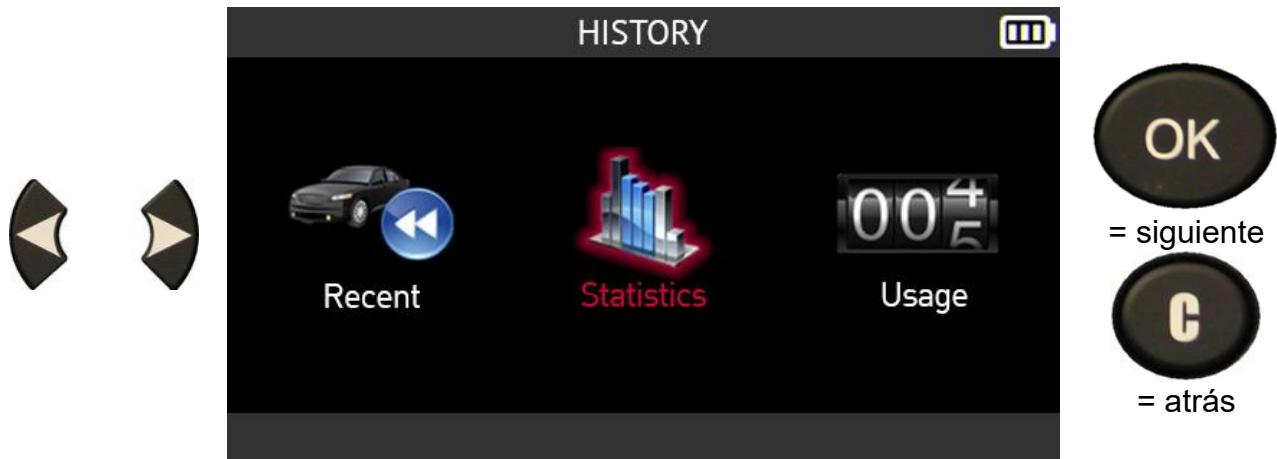 HISTORY
OK
= siguiente
Recent
Statistics
Usage
C
= atrás